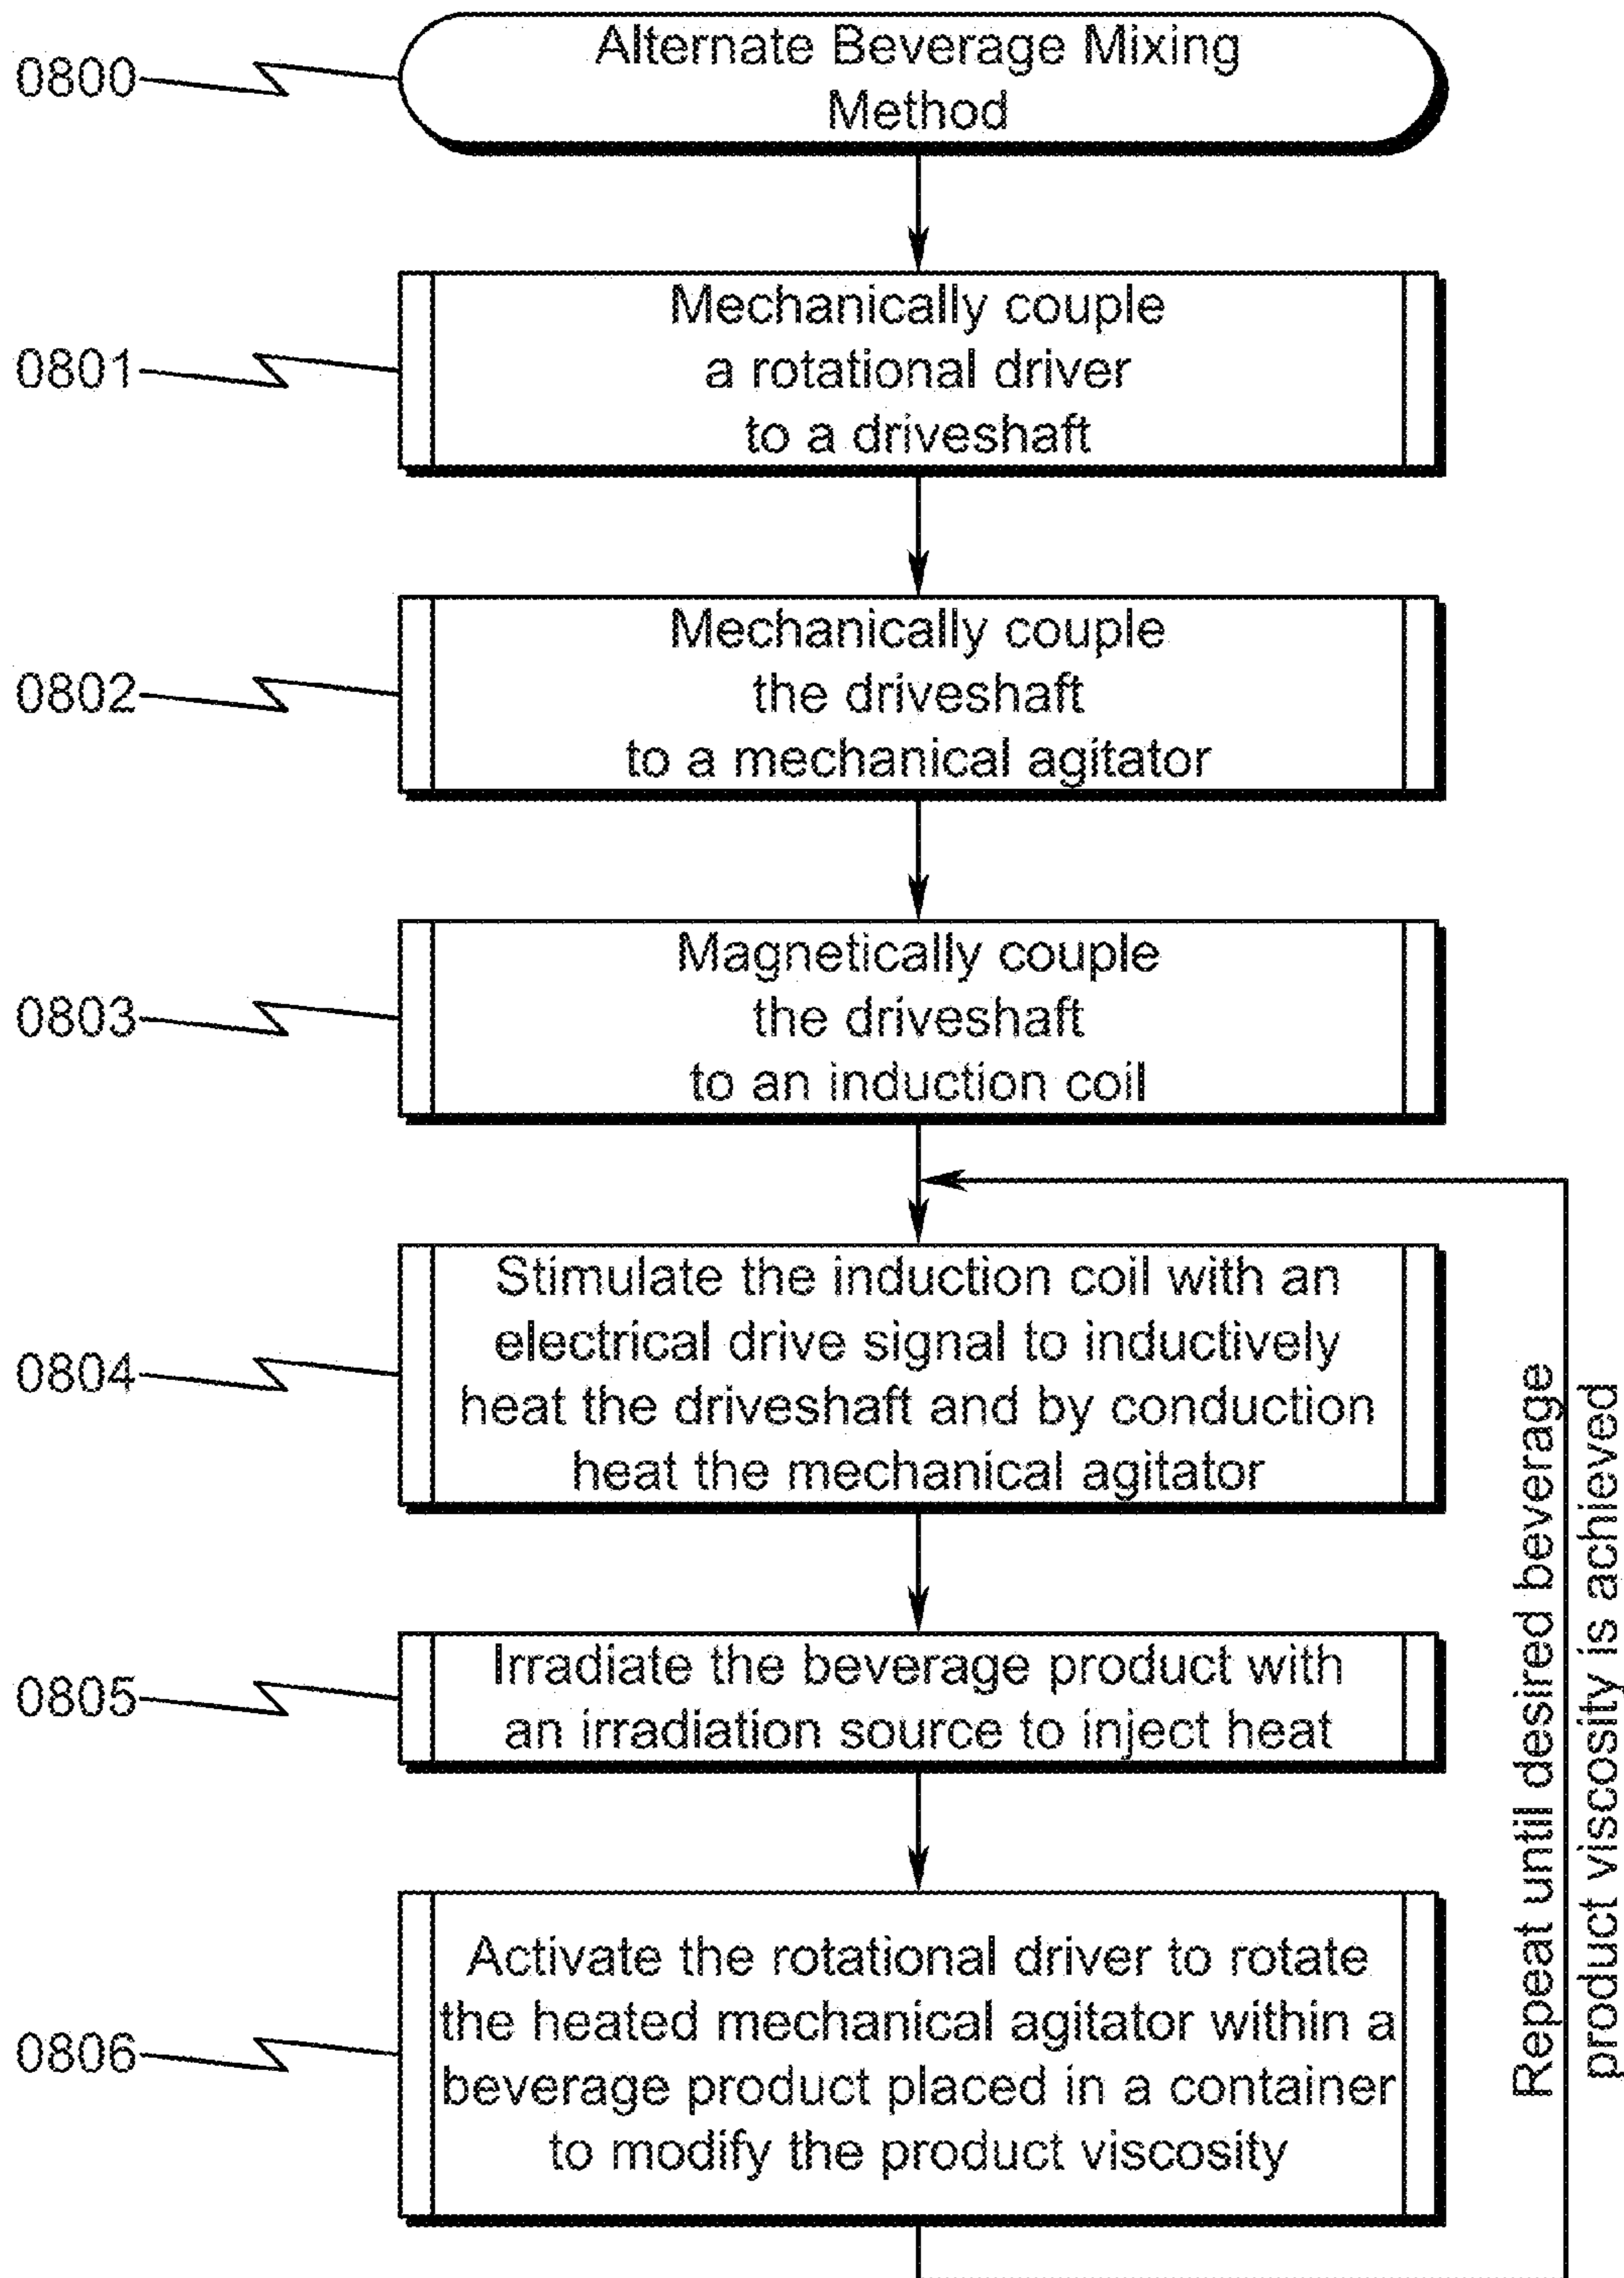 0800
Alternate Beverage Mixing
Method
0801
Mechanically couple
a rotational driver
to a driveshaft
0802
Mechanically couple
the driveshaft
to a mechanical agitator
0803
Magnetically couple
the driveshaft
to an induction coil
0804
Stimulate the induction coil with an
electrical drive signal to inductively
heat the driveshaft and by conduction
heat the mechanical agitator
0805
Irradiate the beverage product with
an irradiation source to inject heat
0806
Activate the rotational driver to rotate
the heated mechanical agitator within a
beverage product placed in a container
to modify the product viscosity
Repeat until desired beverage
product viscosity is achieved